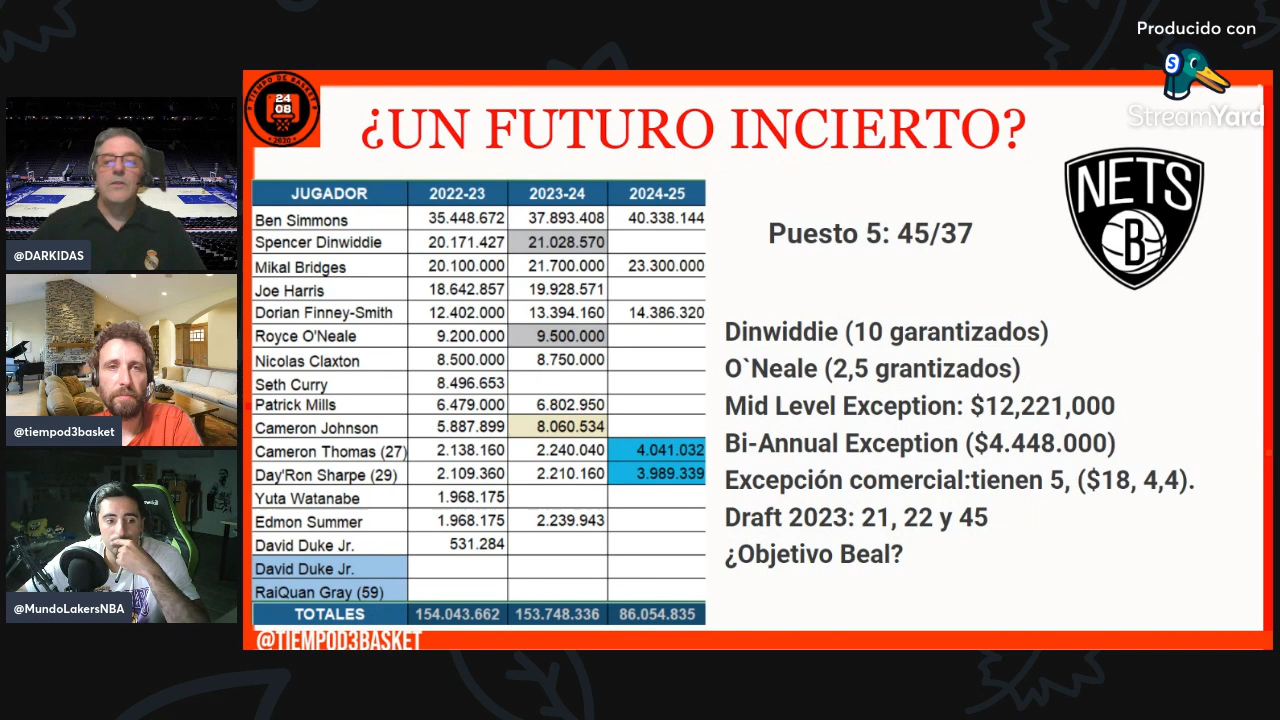 Producido con
StreamYard
TIEMPO DE BASKET
24
08
2020
¿UN FUTURO INCIERTO?
NETS
B
JUGADOR 2022-23 2023-24 2024-25
Ben Simmons 35.448.672 37.893.408 40.338.144
Spencer Dinwiddie 20.171.427 21.028.570
Mikal Bridges 20.100.000 21.700.000 23.300.000
Joe Harris 18.642.857 19.928.571
Dorian Finney-Smith 12.402.000 13.394.160 14.386.320
Royce O'Neale 9.200.000 9.500.000
Nicolas Claxton 8.500.000 8.750.000
Seth Curry 8.496.653
Patrick Mills 6.479.000 6.802.950
Cameron Johnson 5.887.899 8.060.534
Cameron Thomas (27) 2.138.160 2.240.040 4.041.032
Day'Ron Sharpe (29) 2.109.360 2.210.160 3.989.339
Yuta Watanabe 1.968.175
Edmon Summer 1.968.175 2.239.943
David Duke Jr. 531.284
David Duke Jr.
RaiQuan Gray (59)
TOTALES 154.043.662 153.748.336 86.054.835
@TIEMPOD3BASKET
Puesto 5: 45/37
Dinwiddie (10 garantizados)
O`Neale (2,5 grantizados)
Mid Level Exception: $12,221,000
Bi-Annual Exception ($4.448.000)
Excepción comercial:tienen 5, ($18, 4,4).
Draft 2023: 21, 22 y 45
¿Objetivo Beal?
@DARKIDAS
@tiempod3basket
@MundoLakersNBA